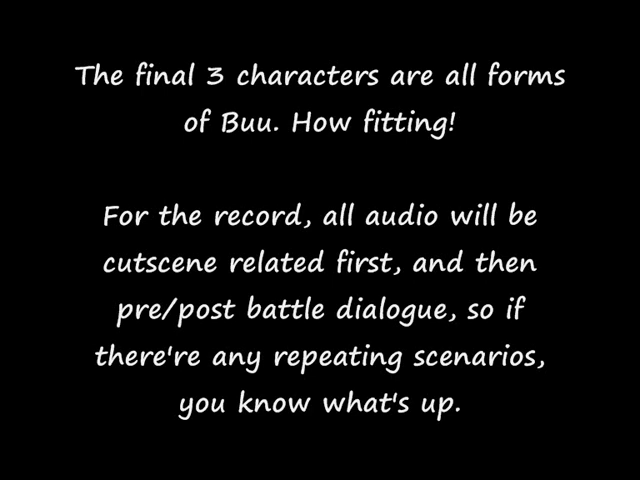 The final 3 characters are all forms
of Buu. How fitting!
For the record, all audio will be
cutscene related first, and then
pre/post battle dialogue, so if
there're any repeating scenarios,
you know what's up.